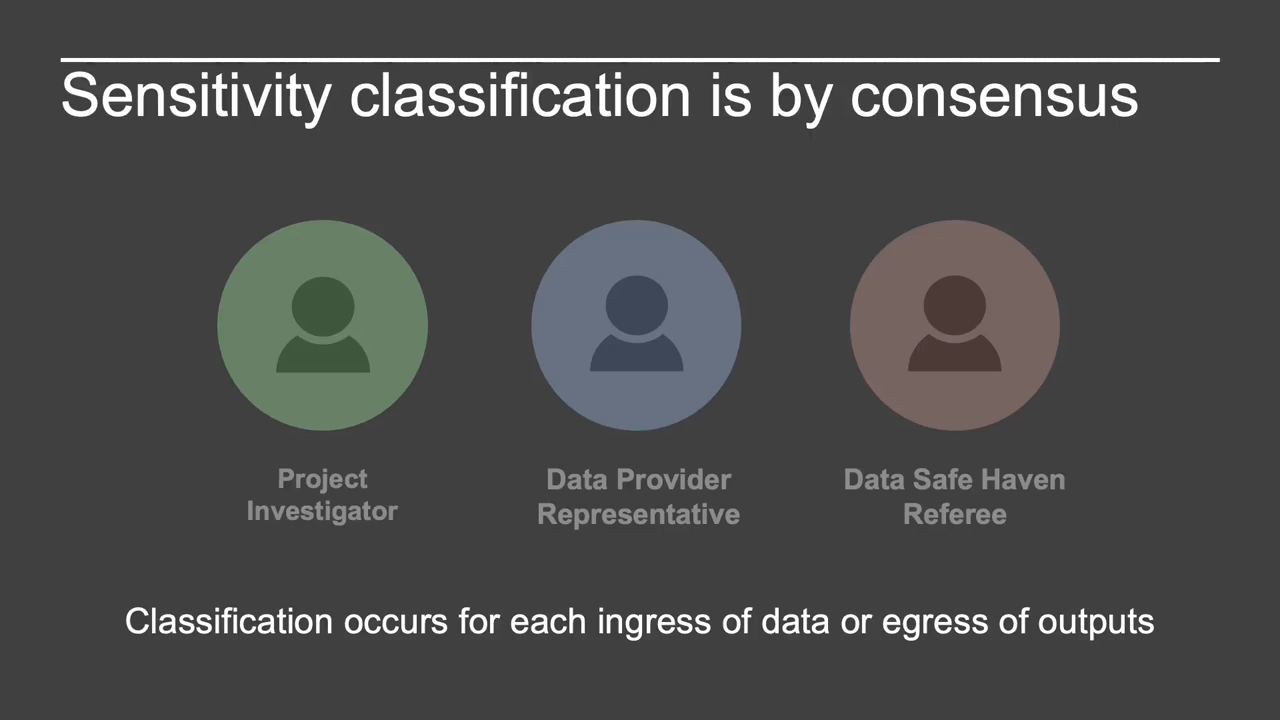 Sensitivity classification is by consensus
Project
Investigator
Data Provider
Representative
Data Safe Haven
Referee
Classification occurs for each ingress of data or egress of outputs